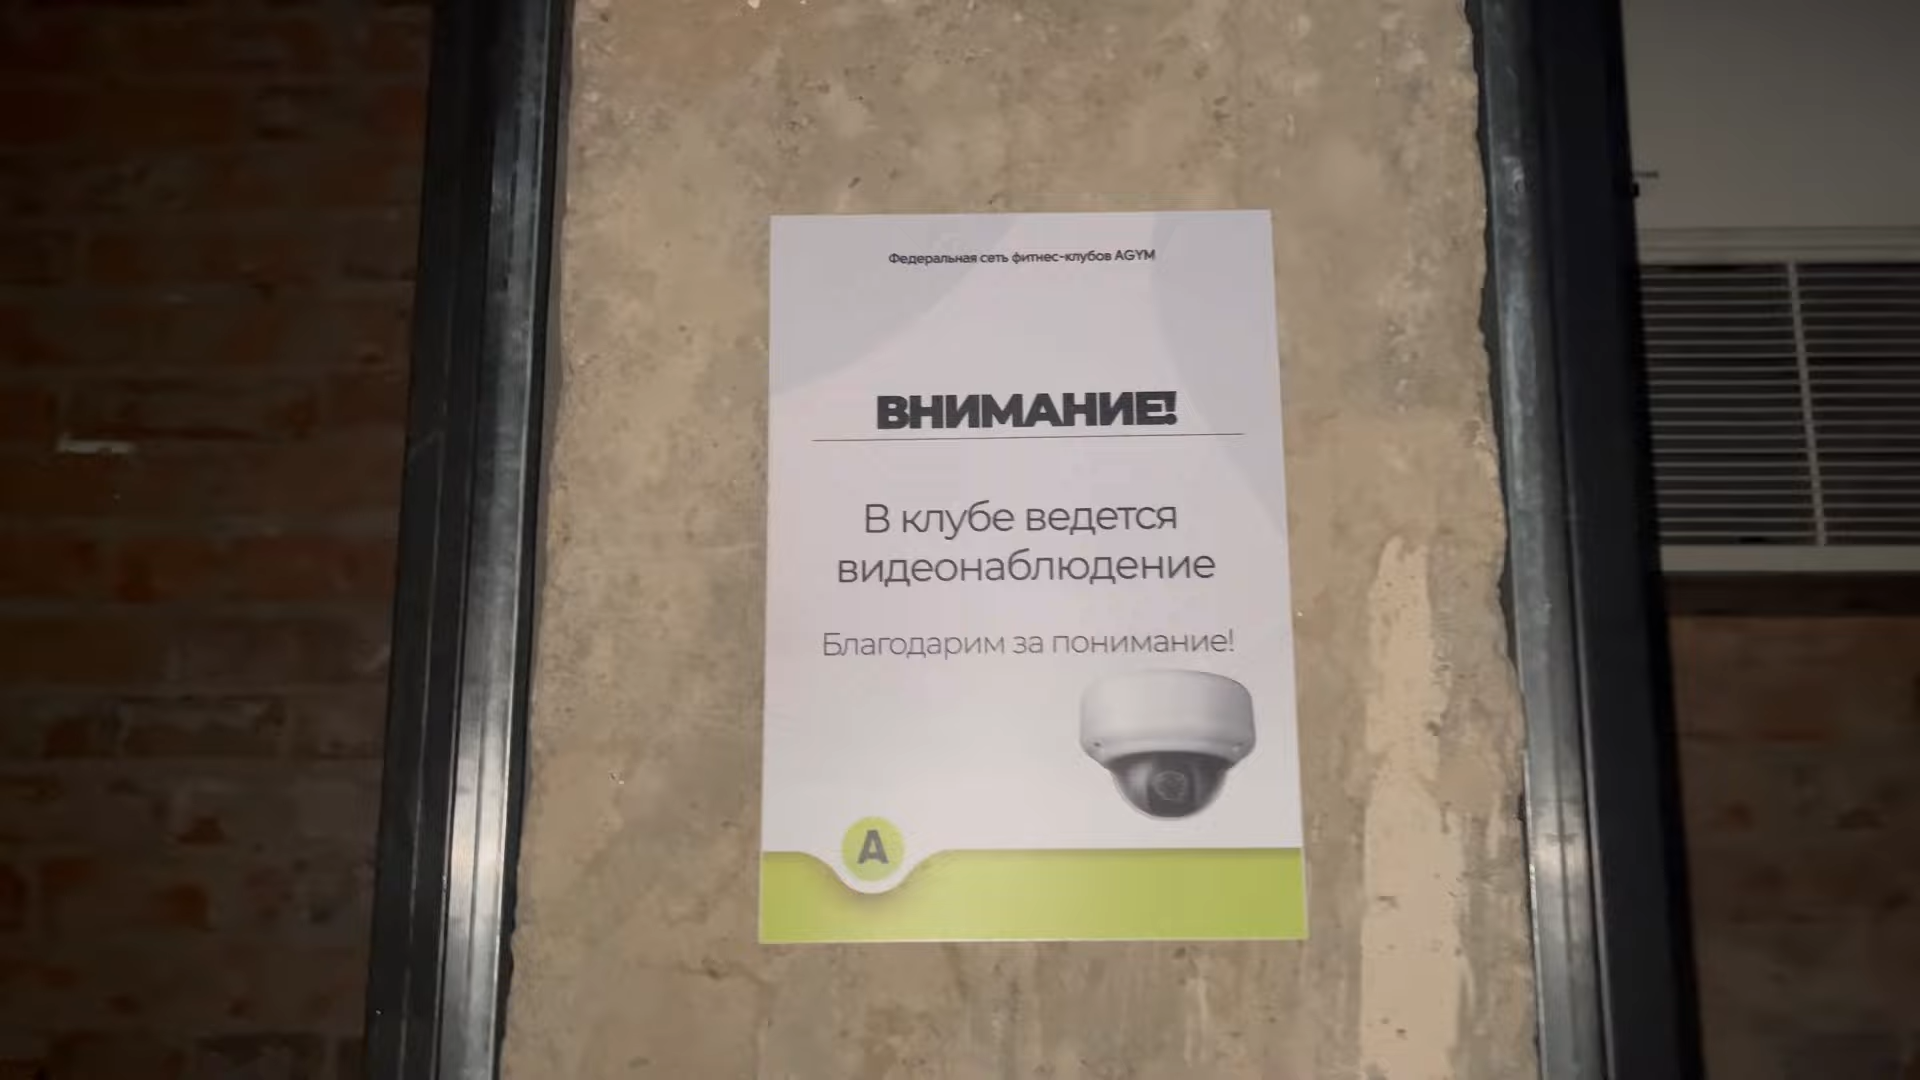 Федеральная сеть фитнес-клубов AGYM
ВНИМАНИЕ!
В клубе ведется
видеонаблюдение
Благодарим за понимание!
A